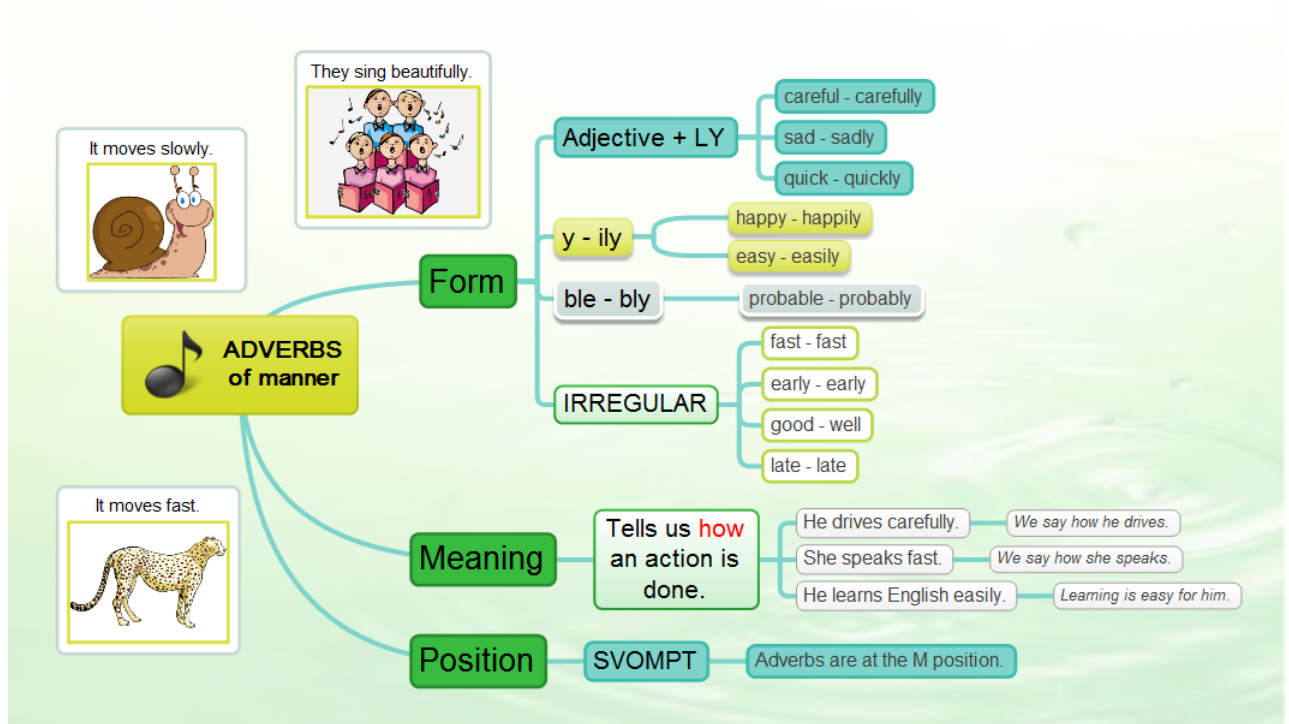 They sing beautifully.
It moves slowly.
ADVERBS
of manner
It moves fast.
Form
Adjective + LY
careful - carefully
sad - sadly
quick - quickly
y - ily
happy - happily
easy - easily
ble - bly
probable - probably
IRREGULAR
fast - fast
early - early
good - well
late - late
Meaning
Tells us how
an action is
done.
He drives carefully.
We say how he drives.
She speaks fast.
We say how she speaks.
He learns English easily.
Learning is easy for him.
Position
SVOMPT
Adverbs are at the M position.